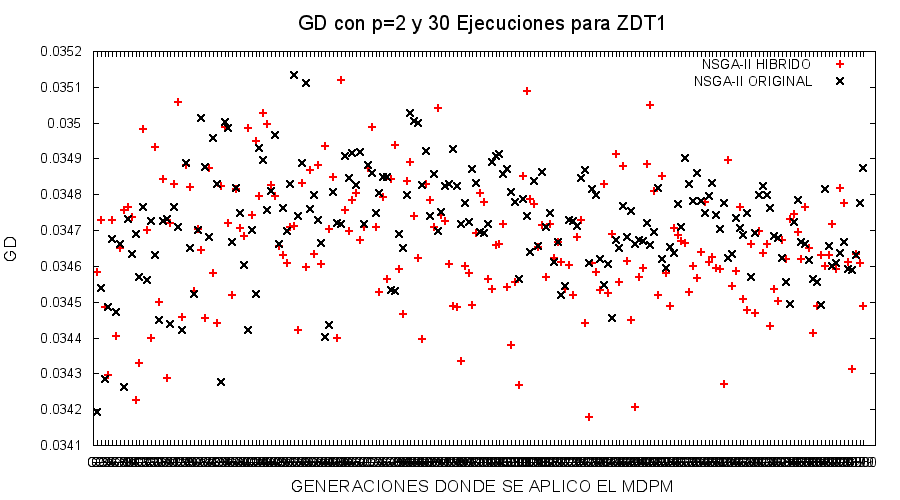 GD con p=2 y 30 Ejecuciones para ZDT1
0.0352
NSGA-II HIBRIDO
NSGA-II ORIGINAL
0.0351
0.035
0.0349
0.0348
0.0347
0.0346
0.0345
0.0344
0.0343
0.0342
0.0341
GD
GENERACIONES DONDE SE APLICO EL MDPM